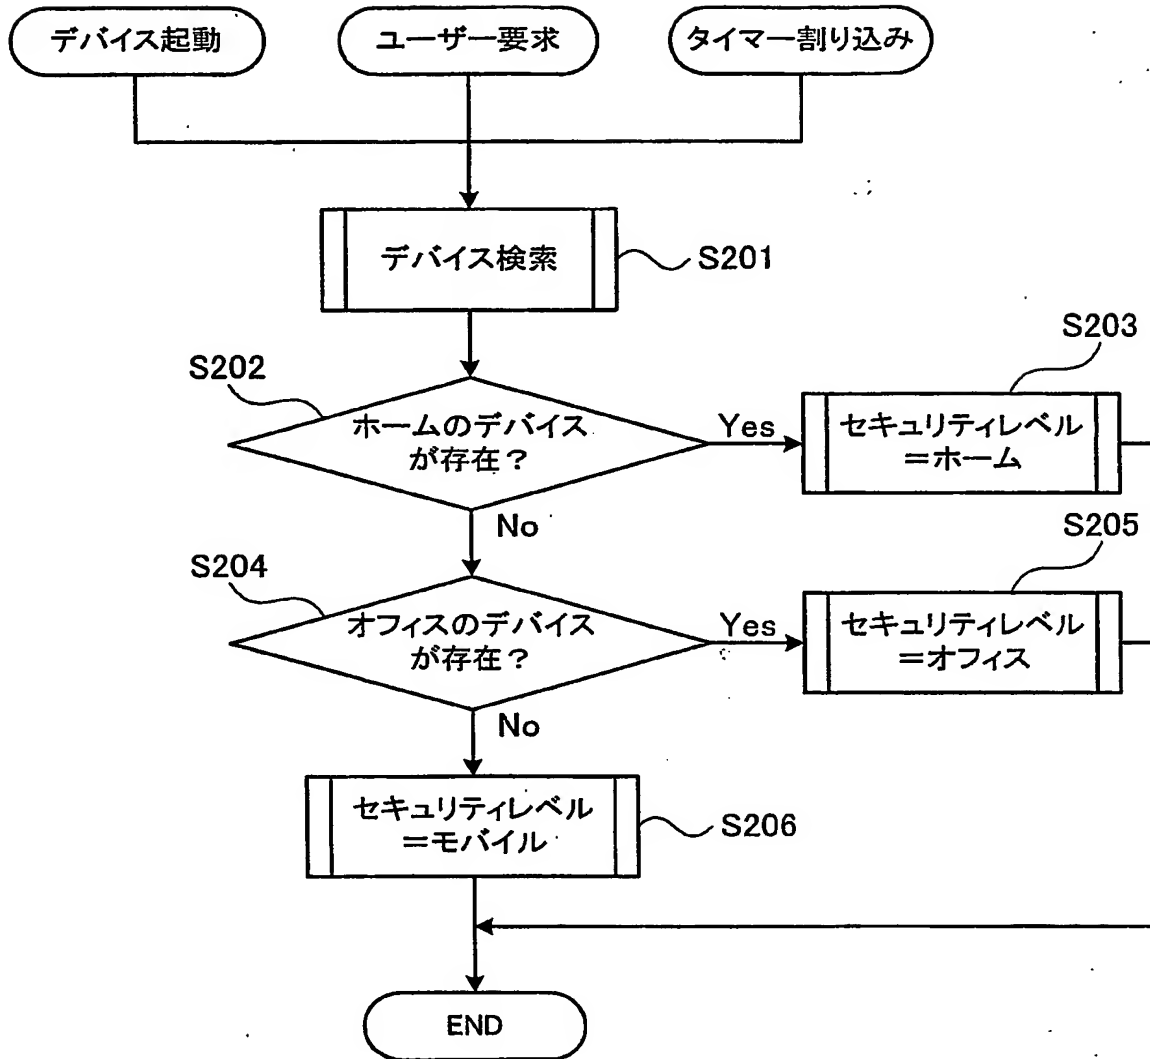 デバイス起動
ユーザー要求
タイマー割り込み
デバイス検索
S201
S202
ホームのデバイス
が存在？
Yes
S203
セキュリティレベル
＝ホーム
No
S204
オフィスのデバイス
が存在？
Yes
S205
セキュリティレベル
＝オフィス
No
セキュリティレベル
＝モバイル
S206
END